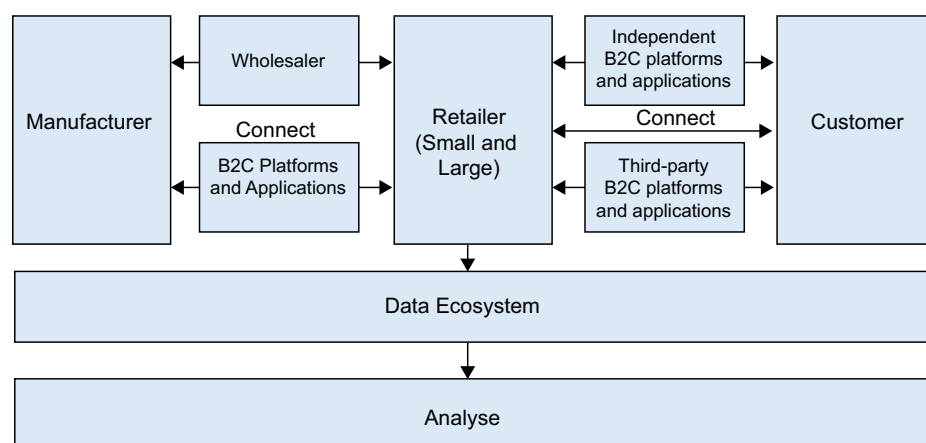 Manufacturer
Wholesaler
Connect
B2C Platforms
and Applications
Retailer
(Small and
Large)
Independent
B2C platforms
and applications
Connect
Third-party
B2C platforms
and applications
Customer
Data Ecosystem
Analyse